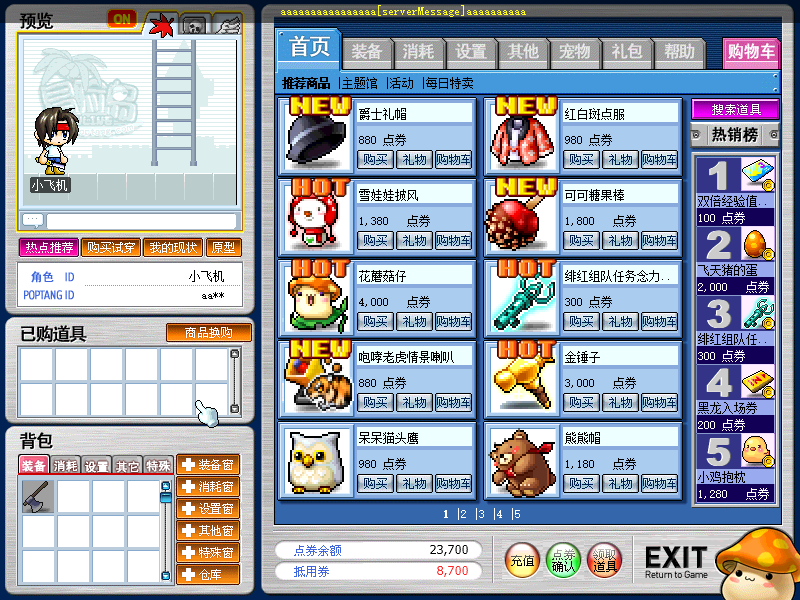 预览
ON
aaaaaaaaaaaaaaaa[serverMessage]aaaaaaaaaa
首页 装备 消耗 设置 其他 宠物 礼包 帮助 购物车
推荐商品 |主题馆 |活动 |每日特卖
搜索道具
热销榜
小飞机
热点推荐 购买试穿 我的现状 原型
角色 ID 小飞机
POPTANG ID aa**
已购道具 商品换购
背包
装备 消耗 设置 其它 特殊
装备窗
消耗窗
设置窗
其他窗
特殊窗
仓库
NEW
爵士礼帽
880 点券
购买 礼物 购物车
NEW
红白斑点服
980 点券
购买 礼物 购物车
HOT
雪娃娃披风
1,380 点券
购买 礼物 购物车
NEW
可可糖果棒
1,800 点券
购买 礼物 购物车
HOT
花蘑菇仔
4,000 点券
购买 礼物 购物车
HOT
绯红组队任务念力..
300 点券
购买 礼物 购物车
NEW
咆哮老虎情景喇叭
880 点券
购买 礼物 购物车
HOT
金锤子
3,000 点券
购买 礼物 购物车
呆呆猫头鹰
980 点券
购买 礼物 购物车
熊熊帽
1,180 点券
购买 礼物 购物车
1
双倍经验值..
100 点券
2
飞天猪的蛋
2,000 点券
3
绯红组队任..
300 点券
4
黑龙入场券
200 点券
5
小鸡抱枕
1,280 点券
1 |2 |3 |4 |5
点券余额 23,700
抵用券 8,700
充值
点券
确认
领取
道具
EXIT
Return to Game